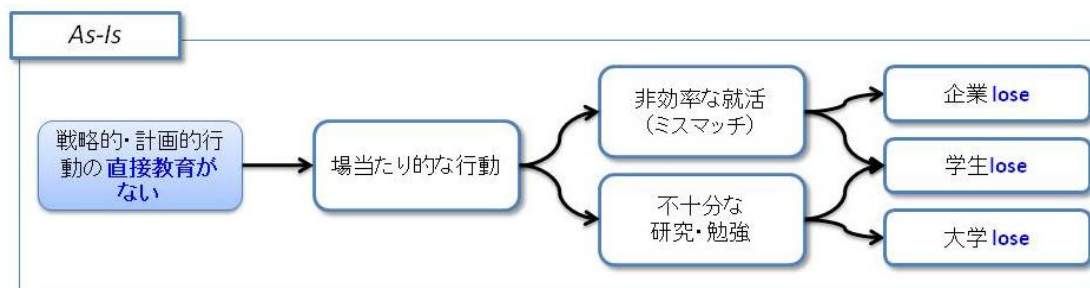 As-Is
戦略的・計画的行
動の直接教育が
ない
場当たり的な行動
非効率な就活
(ミスマッチ)
不十分な
研究・勉強
企業lose
学生lose
大学lose